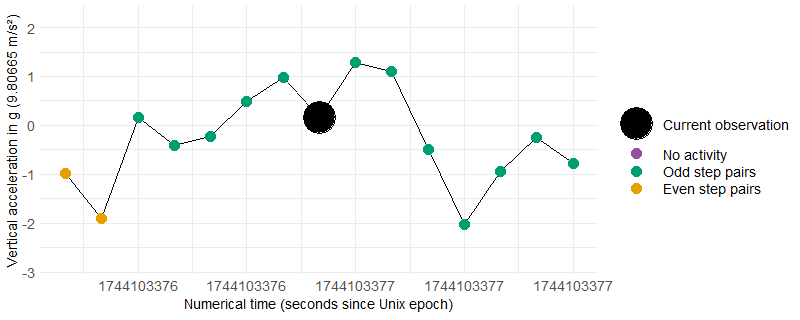 Vertical acceleration in g (9.80665 m/s²)
2
1
0
-1
-2
-3
1744103376 1744103376 1744103377 1744103377 1744103377
Numerical time (seconds since Unix epoch)
Current observation
No activity
Odd step pairs
Even step pairs